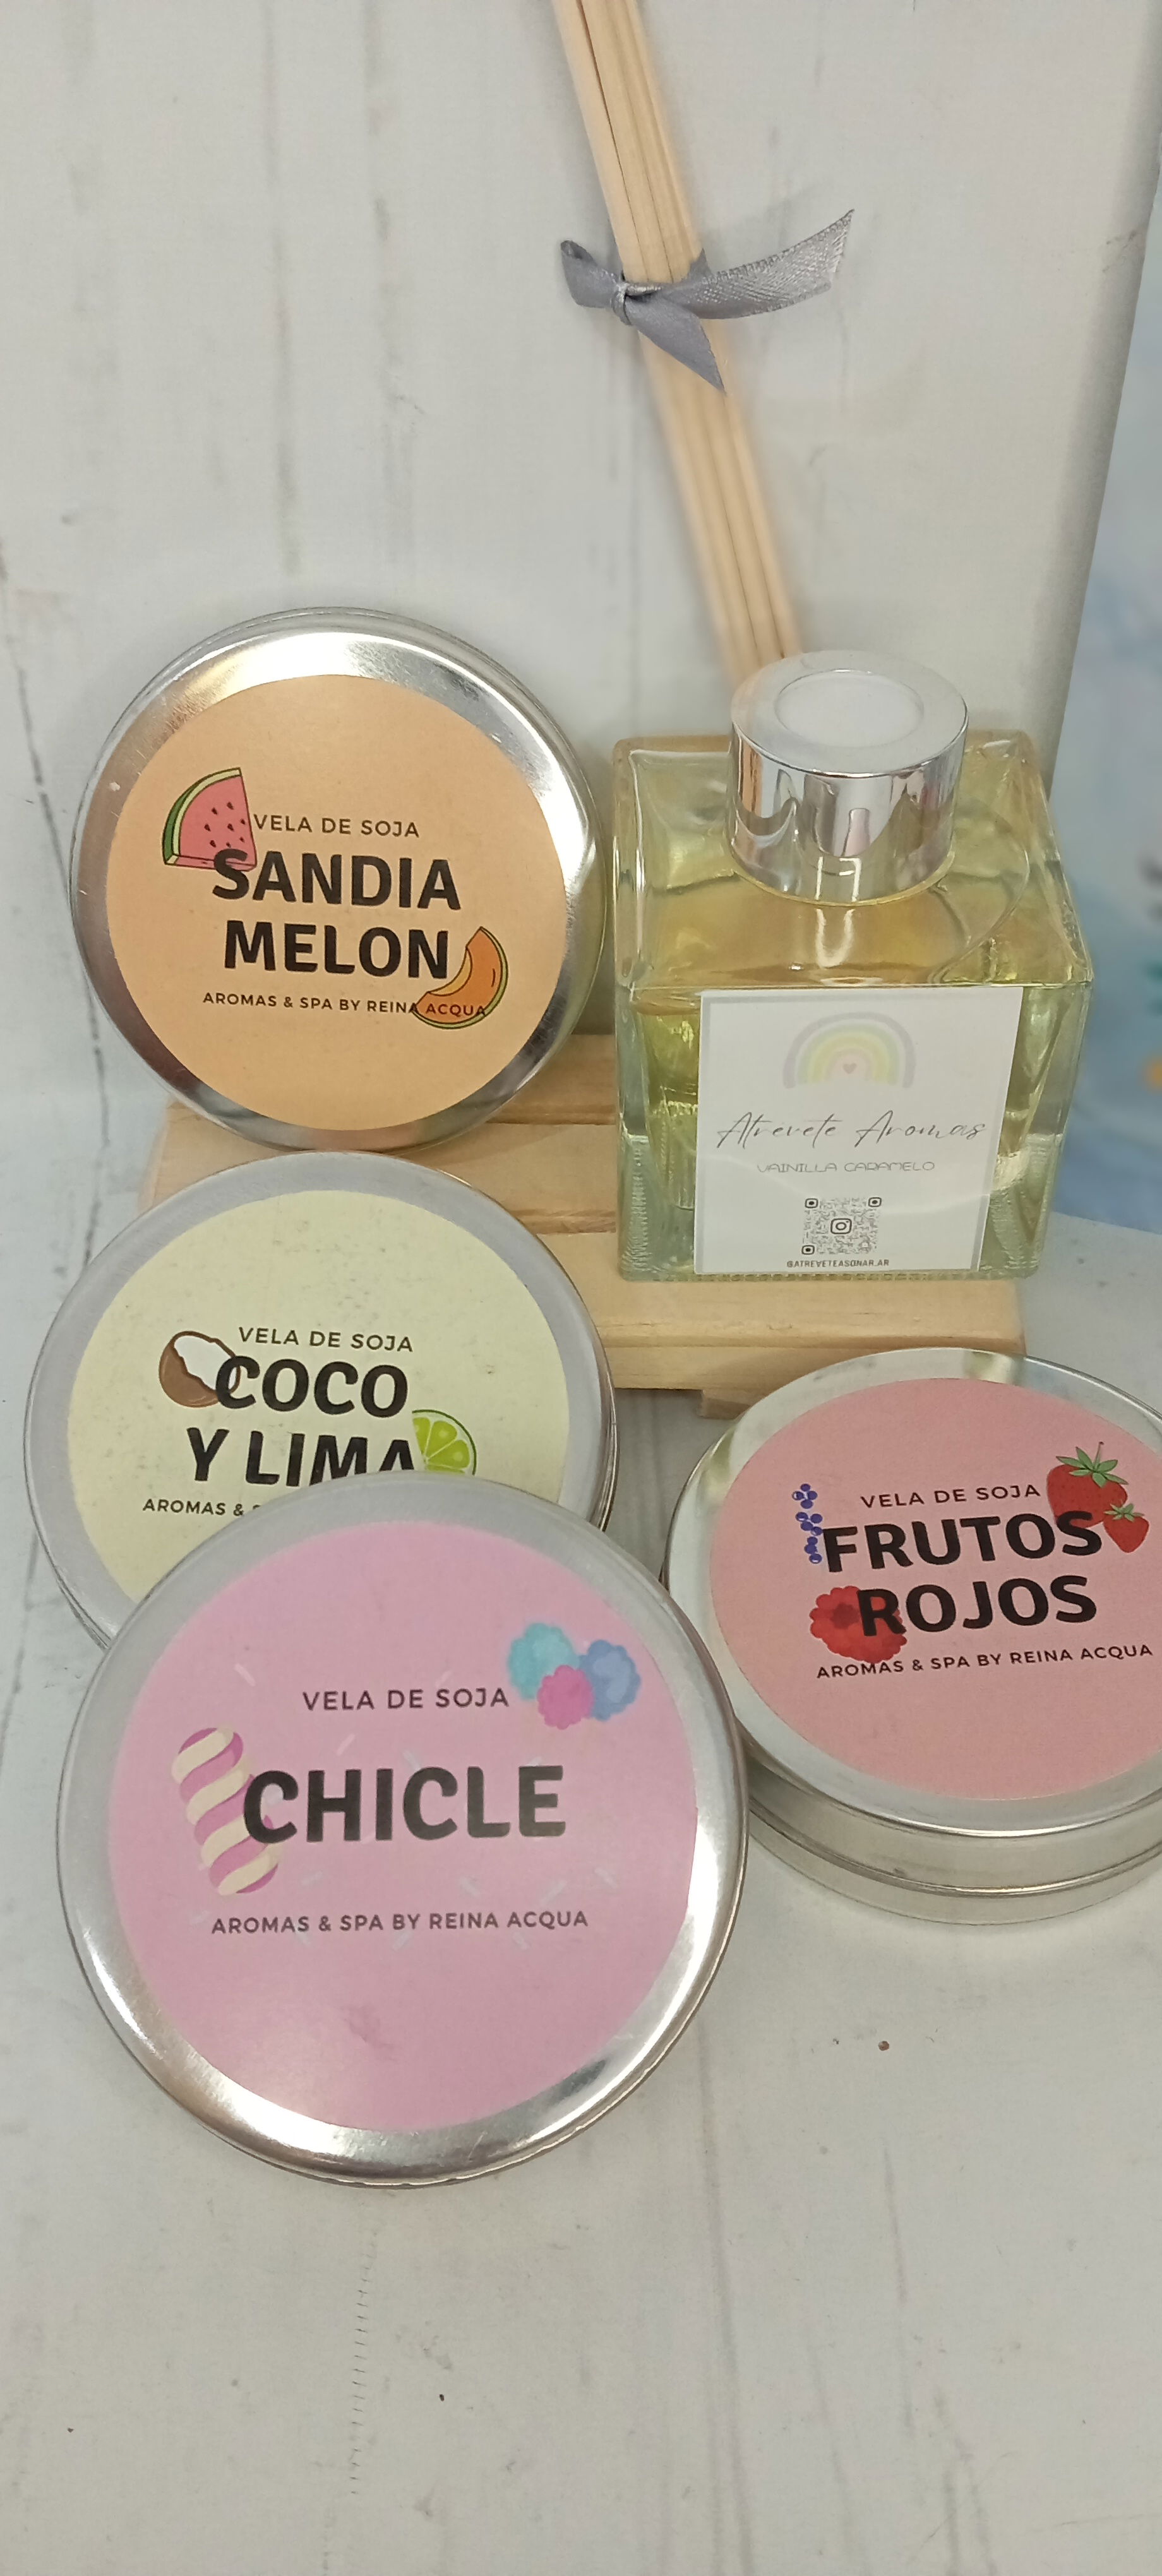 VELA DE SOJA
SANDIA
MELON
AROMAS & SPA BY REINA ACQUA
Atrevete Aromas
VAINILLA CARAMELO
@ATREVETEASONAR.AR
VELA DE SOJA
COCO
Y LIMA
AROMAS &
VELA DE SOJA
FRUTOS
ROJOS
AROMAS & SPA BY REINA ACQUA
VELA DE SOJA
CHICLE
AROMAS & SPA BY REINA ACQUA